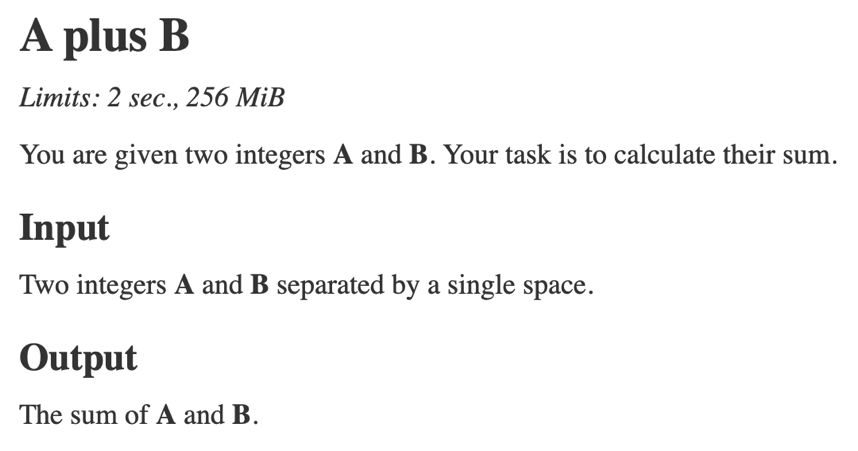 A plus B
Limits: 2 sec., 256 MiB
You are given two integers A and B. Your task is to calculate their sum.
Input
Two integers A and B separated by a single space.
Output
The sum of A and B.